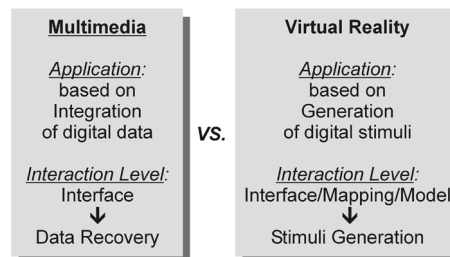 Multimedia
Application:
based on
Integration
of digital data
Interaction Level:
Interface
Data Recovery
VS.
Virtual Reality
Application:
based on
Generation
of digital stimuli
Interaction Level:
Interface/Mapping/Model
Stimuli Generation